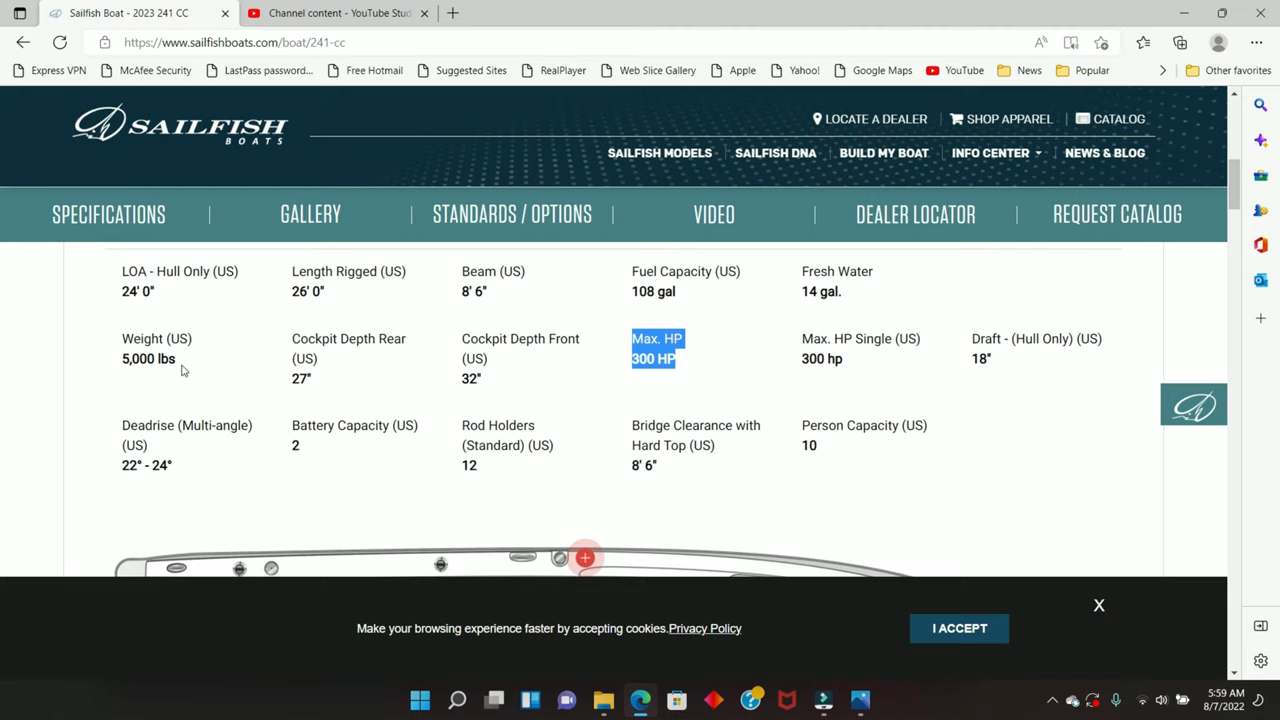 Sailfish Boat - 2023 241 CC
Channel content - YouTube Stud
https://www.sailfishboats.com/boat/241-cc
Express VPN
McAfee Security
LastPass password...
Free Hotmail
Suggested Sites
RealPlayer
Web Slice Gallery
Apple
Yahoo!
Google Maps
YouTube
News
Popular
Other favorites
SAILFISH
BOATS
LOCATE A DEALER
SHOP APPAREL
CATALOG
SAILFISH MODELS
SAILFISH DNA
BUILD MY BOAT
INFO CENTER
NEWS & BLOG
SPECIFICATIONS
GALLERY
STANDARDS / OPTIONS
VIDEO
DEALER LOCATOR
REQUEST CATALOG
LOA - Hull Only (US)
24' 0"
Length Rigged (US)
26' 0"
Beam (US)
8' 6"
Fuel Capacity (US)
108 gal
Fresh Water
14 gal.
Weight (US)
5,000 lbs
Cockpit Depth Rear
(US)
27"
Cockpit Depth Front
(US)
32"
Max. HP
300 HP
Max. HP Single (US)
300 hp
Draft - (Hull Only) (US)
18"
Deadrise (Multi-angle)
(US)
22° - 24°
Battery Capacity (US)
2
Rod Holders
(Standard) (US)
12
Bridge Clearance with
Hard Top (US)
8' 6"
Person Capacity (US)
10
X
Make your browsing experience faster by accepting cookies.Privacy Policy
I ACCEPT
5:59 AM
8/7/2022